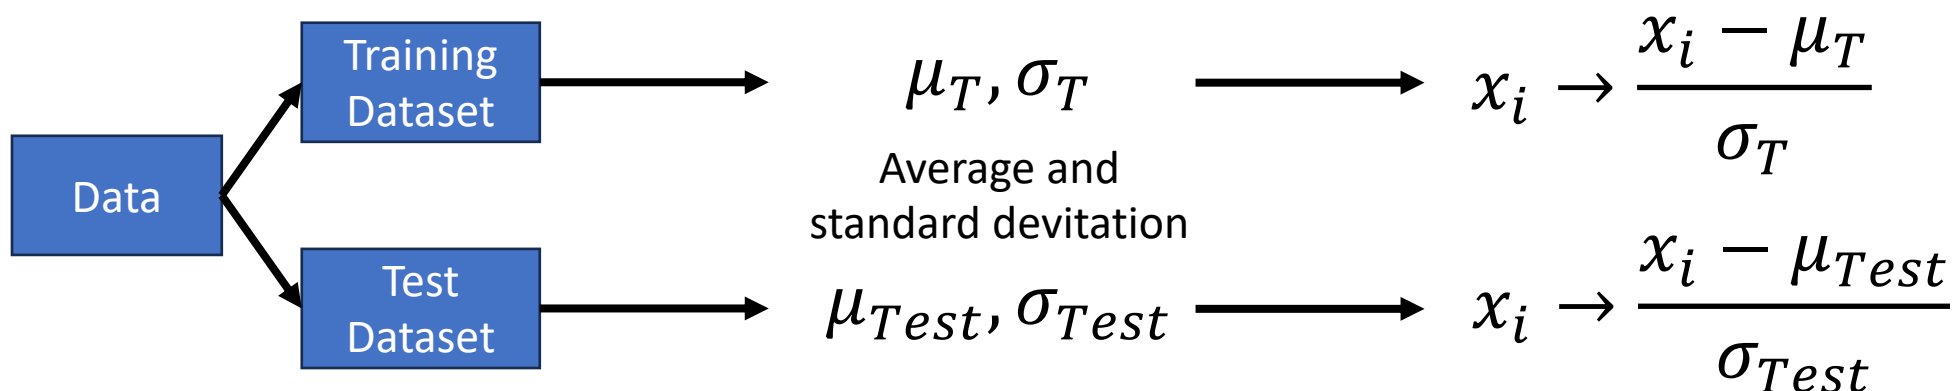 Data
Training
Dataset
μ_T, σ_T
x_i → (x_i − μ_T) / σ_T
Average and
standard devitation
Test
Dataset
μ_Test, σ_Test
x_i → (x_i − μ_Test) / σ_Test